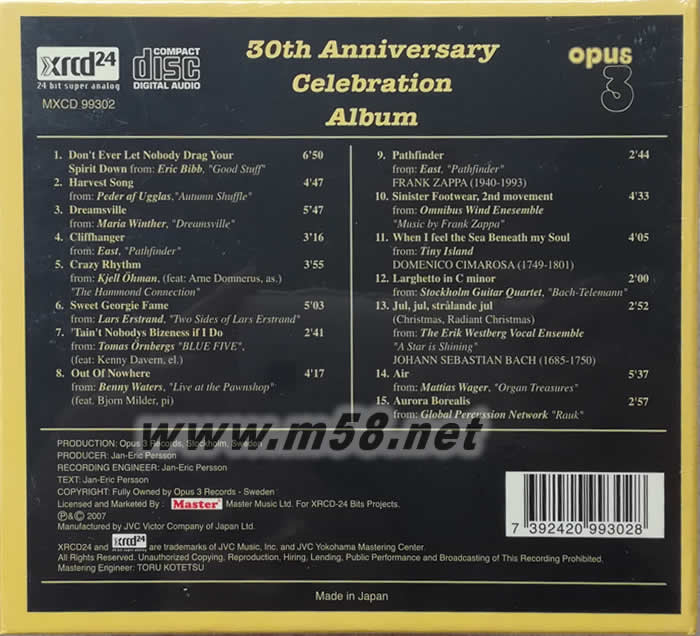 xrcd24
24 bit super analog
COMPACT
disc
DIGITAL AUDIO
MXCD 99302
30th Anniversary
Celebration
Album
opus
3
1. Don't Ever Let Nobody Drag Your 6'50
Spirit Down from: Eric Bibb, "Good Stuff"
2. Harvest Song 4'47
from: Peder af Ugglas,"Autumn Shuffle"
3. Dreamsville 5'47
from: Maria Winther, "Dreamsville"
4. Cliffhanger 3'16
from: East, "Pathfinder"
5. Crazy Rhythm 3'55
from: Kjell Öhman, (feat: Arne Domnerus, as.)
"The Hammond Connection"
6. Sweet Georgie Fame 5'03
from: Lars Erstrand, "Two Sides of Lars Erstrand"
7. 'Tain't Nobodys Bizeness if I Do 2'41
from: Tomas Örnbergs "BLUE FIVE",
(feat: Kenny Davern, el.)
8. Out Of Nowhere 4'17
from: Benny Waters, "Live at the Pawnshop"
(feat. Bjorn Milder, pi)
9. Pathfinder 2'44
from: East, "Pathfinder"
FRANK ZAPPA (1940-1993)
10. Sinister Footwear, 2nd movement 4'33
from: Omnibus Wind Enesemble
"Music by Frank Zappa"
11. When I feel the Sea Beneath my Soul 4'05
from: Tiny Island
DOMENICO CIMAROSA (1749-1801)
12. Larghetto in C minor 2'00
from: Stockholm Guitar Quartet, "Bach-Telemann"
13. Jul, jul, strålande jul 2'52
(Christmas, Radiant Christmas)
from: The Erik Westberg Vocal Ensemble
"A Star is Shining"
JOHANN SEBASTIAN BACH (1685-1750)
14. Air 5'37
from: Mattias Wager, "Organ Treasures"
15. Aurora Borealis 2'57
from: Global Percussion Network "Rauk"
www.m58.net
PRODUCTION: Opus 3 Records, Stockholm, Sweden
PRODUCER: Jan-Eric Persson
RECORDING ENGINEER: Jan-Eric Persson
TEXT: Jan-Eric Persson
COPYRIGHT: Fully Owned by Opus 3 Records - Sweden
Licensed and Marketed By : Master Master Music Ltd. For XRCD-24 Bits Projects.
℗&© 2007
Manufactured by JVC Victor Company of Japan Ltd.
XRCD24 and xrcd24 are trademarks of JVC Music, Inc. and JVC Yokohama Mastering Center.
All Rights Reserved. Unauthorized Copying, Reproduction, Hiring, Lending, Public Performance and Broadcasting of This Recording Prohibited.
Mastering Engineer: TORU KOTETSU
7 392420 993028
Made in Japan